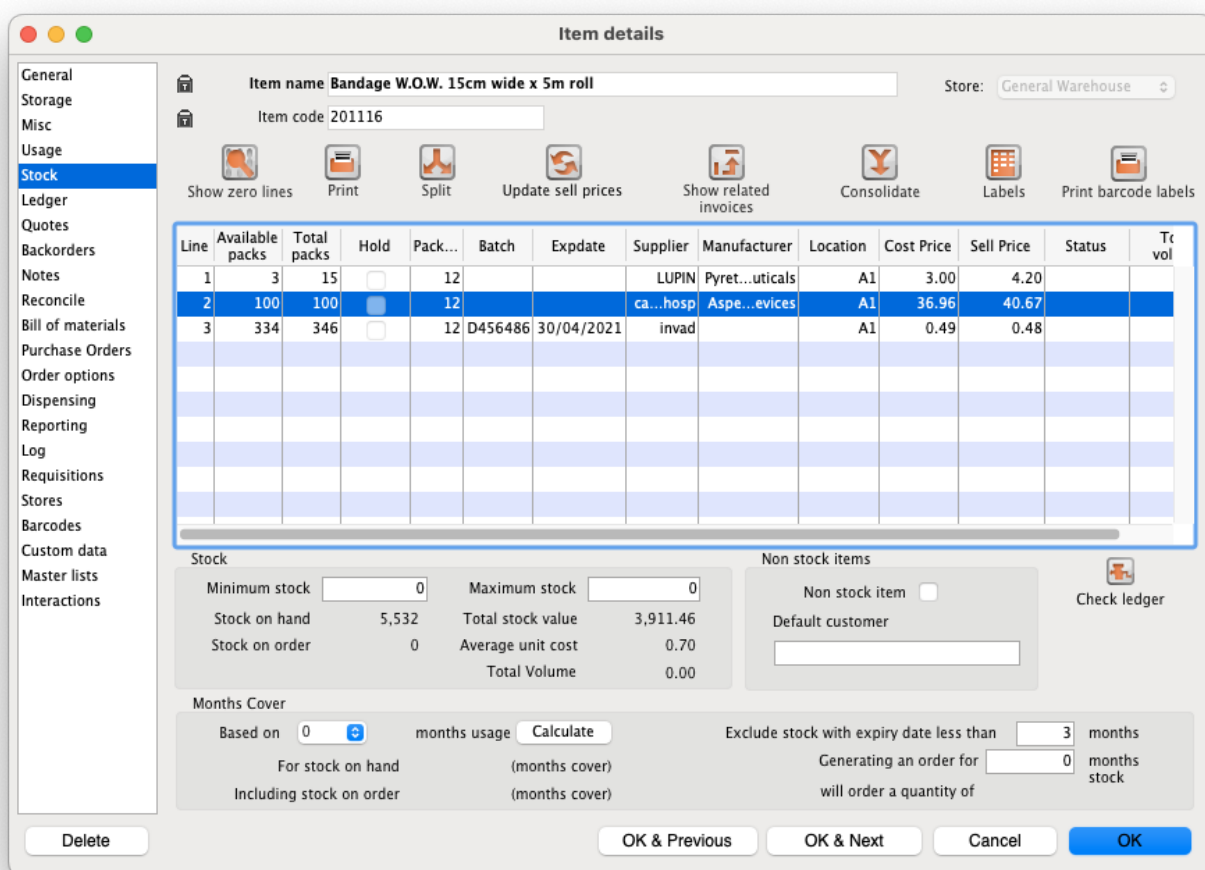 Item details
General
Storage
Misc
Usage
Stock
Ledger
Quotes
Backorders
Notes
Reconcile
Bill of materials
Purchase Orders
Order options
Dispensing
Reporting
Log
Requisitions
Stores
Barcodes
Custom data
Master lists
Interactions
Item name Bandage W.O.W. 15cm wide x 5m roll
Store: General Warehouse
Item code 201116
Show zero lines
Print
Split
Update sell prices
Show related invoices
Consolidate
Labels
Print barcode labels
Line Available packs Total packs Hold Pack... Batch Expdate Supplier Manufacturer Location Cost Price Sell Price Status
1 3 15 12 LUPIN Pyret...uticals A1 3.00 4.20
2 100 100 12 ca...hosp Aspe...evices A1 36.96 40.67
3 334 346 12 D456486 30/04/2021 invad A1 0.49 0.48
Stock
Minimum stock 0 Maximum stock 0
Stock on hand 5,532 Total stock value 3,911.46
Stock on order 0 Average unit cost 0.70
Total Volume 0.00
Non stock items
Non stock item
Default customer
Check ledger
Months Cover
Based on 0 months usage Calculate
For stock on hand (months cover)
Including stock on order (months cover)
Exclude stock with expiry date less than 3 months
Generating an order for 0 months stock
will order a quantity of
Delete
OK & Previous
OK & Next
Cancel
OK